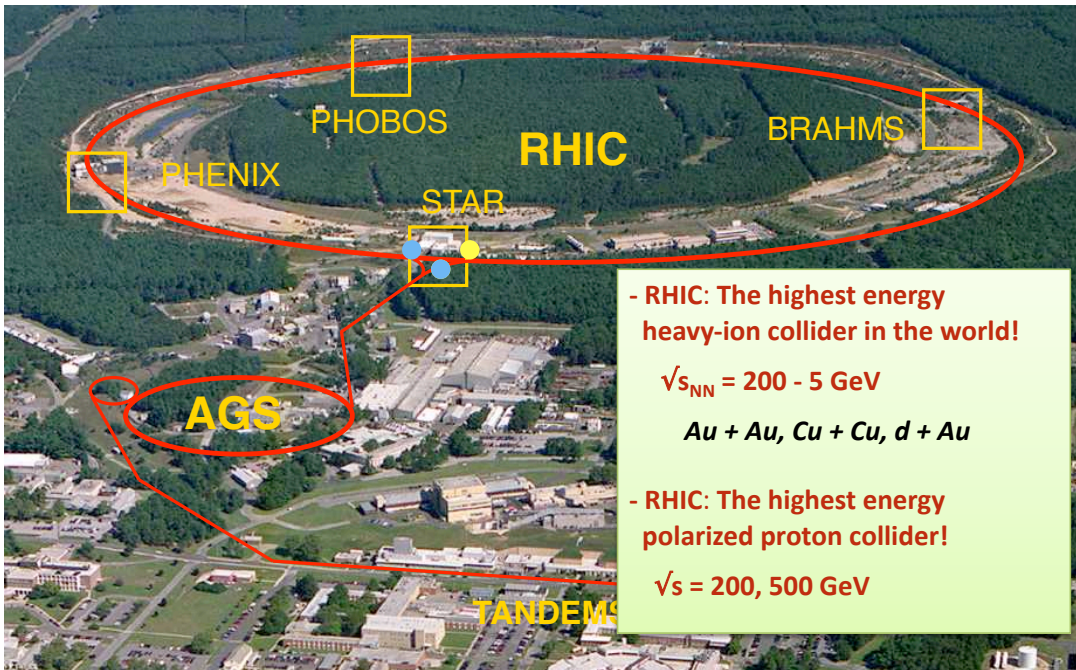 PHOBOS
BRAHMS
RHIC
PHENIX
STAR
- RHIC: The highest energy
heavy-ion collider in the world!
√sNN = 200 - 5 GeV
Au + Au, Cu + Cu, d + Au
AGS
- RHIC: The highest energy
polarized proton collider!
√s = 200, 500 GeV
TANDEMS